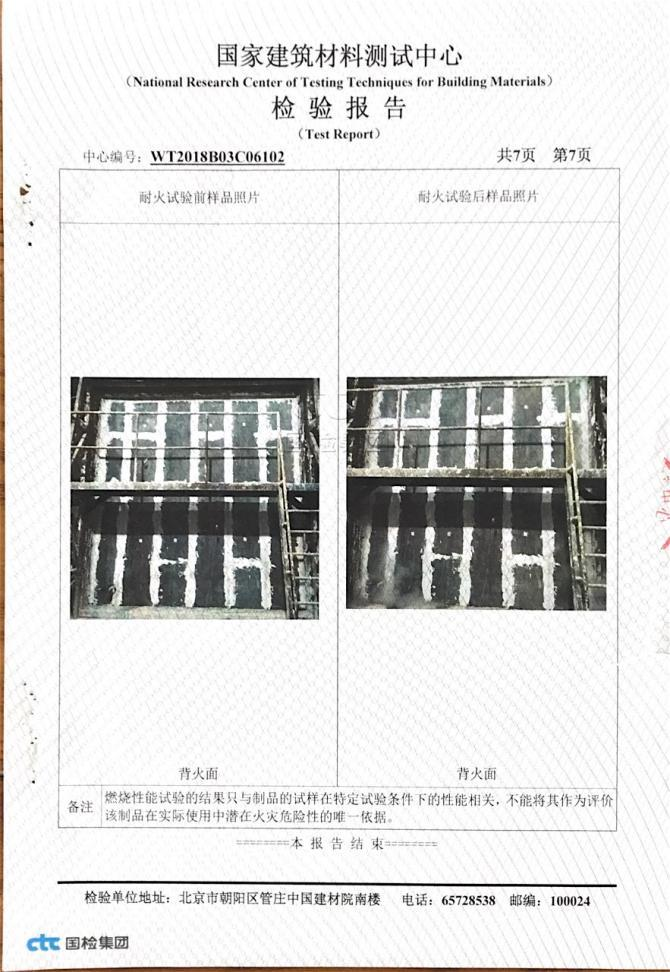 国家建筑材料测试中心
（National Research Center of Testing Techniques for Building Materials）
检 验 报 告
（Test Report）
中心编号：WT2018B03C06102 共7页 第7页
耐火试验前样品照片 耐火试验后样品照片
背火面 背火面
备注 燃烧性能试验的结果只与制品的试样在特定试验条件下的性能相关，不能将其作为评价
该制品在实际使用中潜在火灾危险性的唯一依据。
========本 报 告 结 束========
检验单位地址：北京市朝阳区管庄中国建材院南楼 电话：65728538 邮编：100024
ctc 国检集团